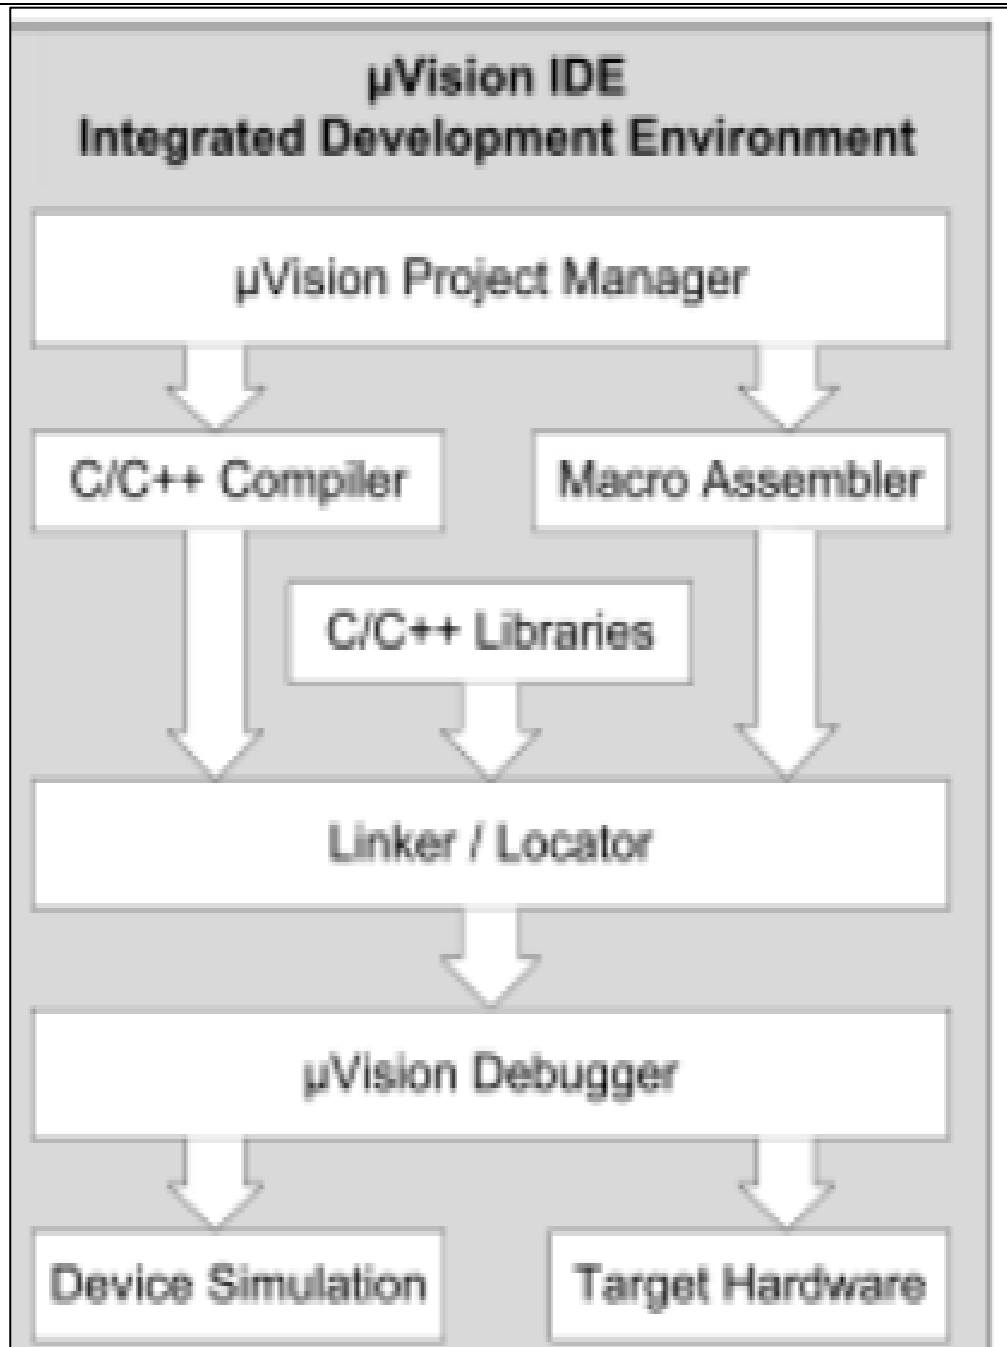 µVision IDE
Integrated Development Environment
µVision Project Manager
C/C++ Compiler
Macro Assembler
C/C++ Libraries
Linker / Locator
µVision Debugger
Device Simulation
Target Hardware